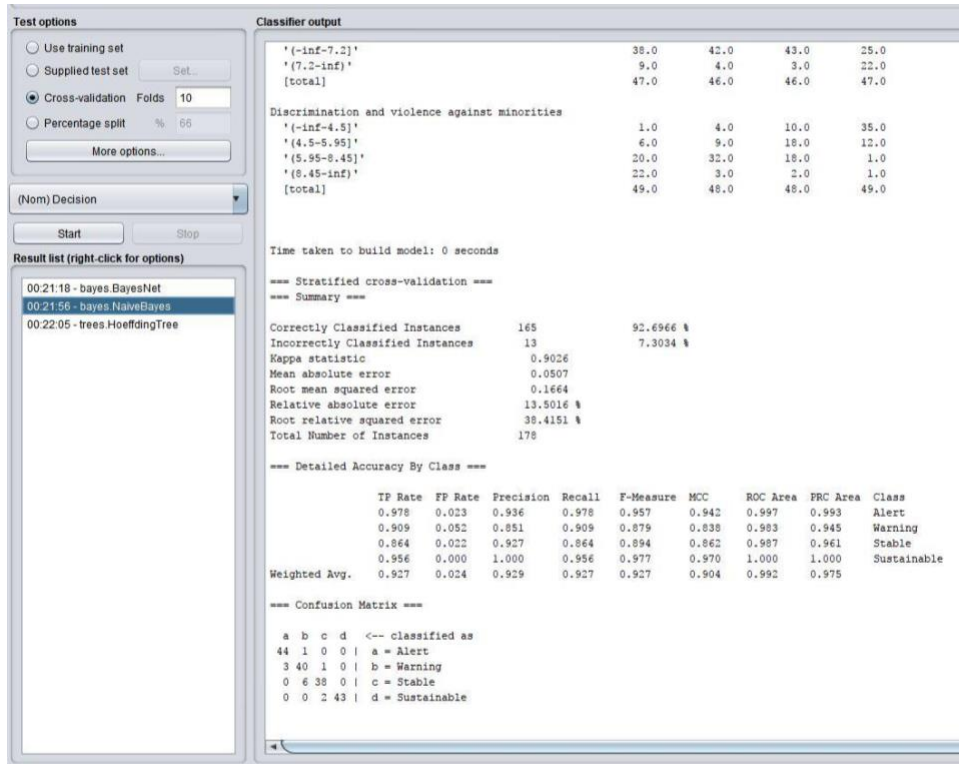 Test options
Use training set
Supplied test set Set...
Cross-validation Folds 10
Percentage split % 66
More options...
(Nom) Decision
Start Stop
Result list (right-click for options)
00:21:18 - bayes.BayesNet
00:21:56 - bayes.NaiveBayes
00:22:05 - trees.HoeffdingTree
Classifier output
'(-inf-7.2]' 38.0 42.0 43.0 25.0
'(7.2-inf)' 9.0 4.0 3.0 22.0
[total] 47.0 46.0 46.0 47.0
Discrimination and violence against minorities
'(-inf-4.5]' 1.0 4.0 10.0 35.0
'(4.5-5.95]' 6.0 9.0 18.0 12.0
'(5.95-8.45]' 20.0 32.0 18.0 1.0
'(8.45-inf)' 22.0 3.0 2.0 1.0
[total] 49.0 48.0 48.0 49.0
Time taken to build model: 0 seconds
=== Stratified cross-validation ===
=== Summary ===
Correctly Classified Instances 165 92.6966 %
Incorrectly Classified Instances 13 7.3034 %
Kappa statistic 0.9026
Mean absolute error 0.0507
Root mean squared error 0.1664
Relative absolute error 13.5016 %
Root relative squared error 38.4151 %
Total Number of Instances 178
=== Detailed Accuracy By Class ===
TP Rate FP Rate Precision Recall F-Measure MCC ROC Area PRC Area Class
0.978 0.023 0.936 0.978 0.957 0.942 0.997 0.993 Alert
0.909 0.052 0.851 0.909 0.879 0.838 0.983 0.945 Warning
0.864 0.022 0.927 0.864 0.894 0.862 0.987 0.961 Stable
0.956 0.000 1.000 0.956 0.977 0.970 1.000 1.000 Sustainable
Weighted Avg. 0.927 0.024 0.929 0.927 0.927 0.904 0.992 0.975
=== Confusion Matrix ===
a b c d <-- classified as
44 1 0 0 | a = Alert
3 40 1 0 | b = Warning
0 6 38 0 | c = Stable
0 0 2 43 | d = Sustainable